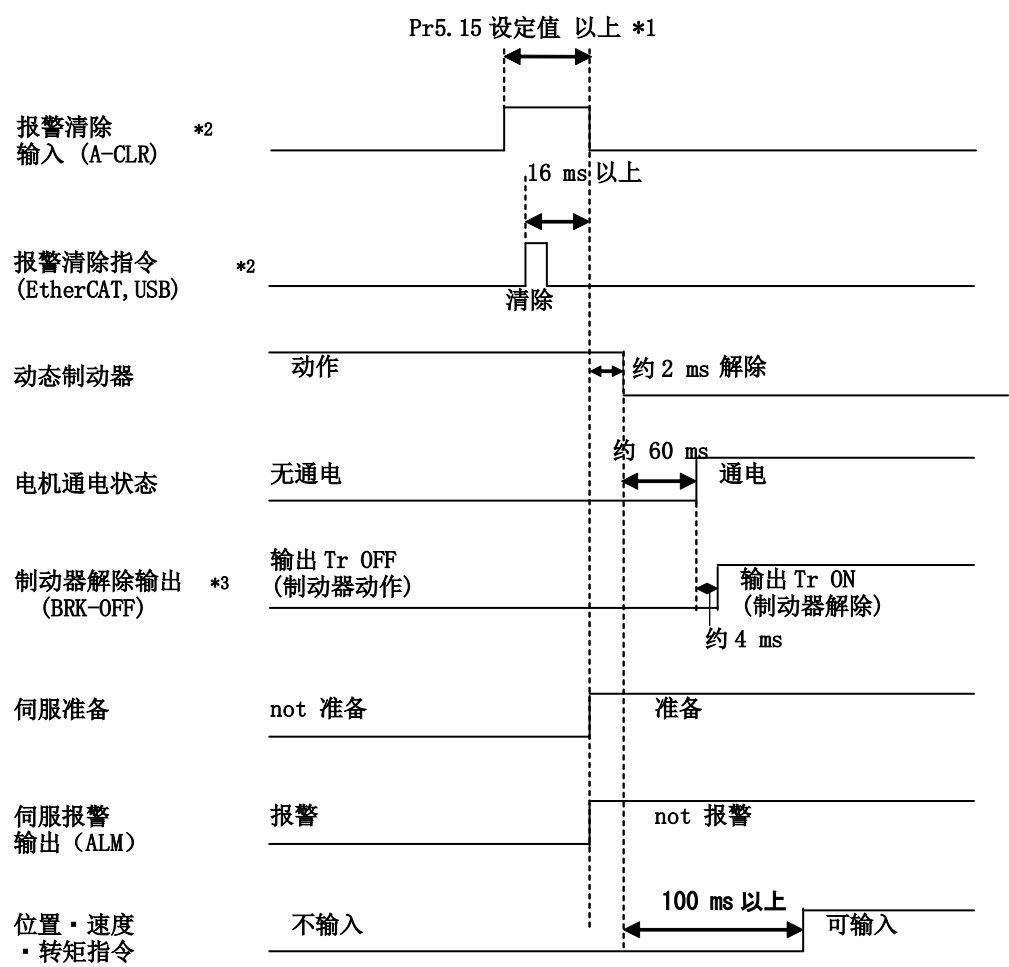 Pr5.15 设定值 以上 *1
报警清除 *2
输入 (A-CLR)
16 ms 以上
报警清除指令 *2
(EtherCAT,USB)
清除
动态制动器
动作
约 2 ms 解除
约 60 ms
电机通电状态
无通电
通电
制动器解除输出 *3
(BRK-OFF)
输出 Tr OFF
(制动器动作)
输出 Tr ON
(制动器解除)
约 4 ms
伺服准备
not 准备
准备
伺服报警
输出（ALM）
报警
not 报警
100 ms 以上
位置·速度
·转矩指令
不输入
可输入